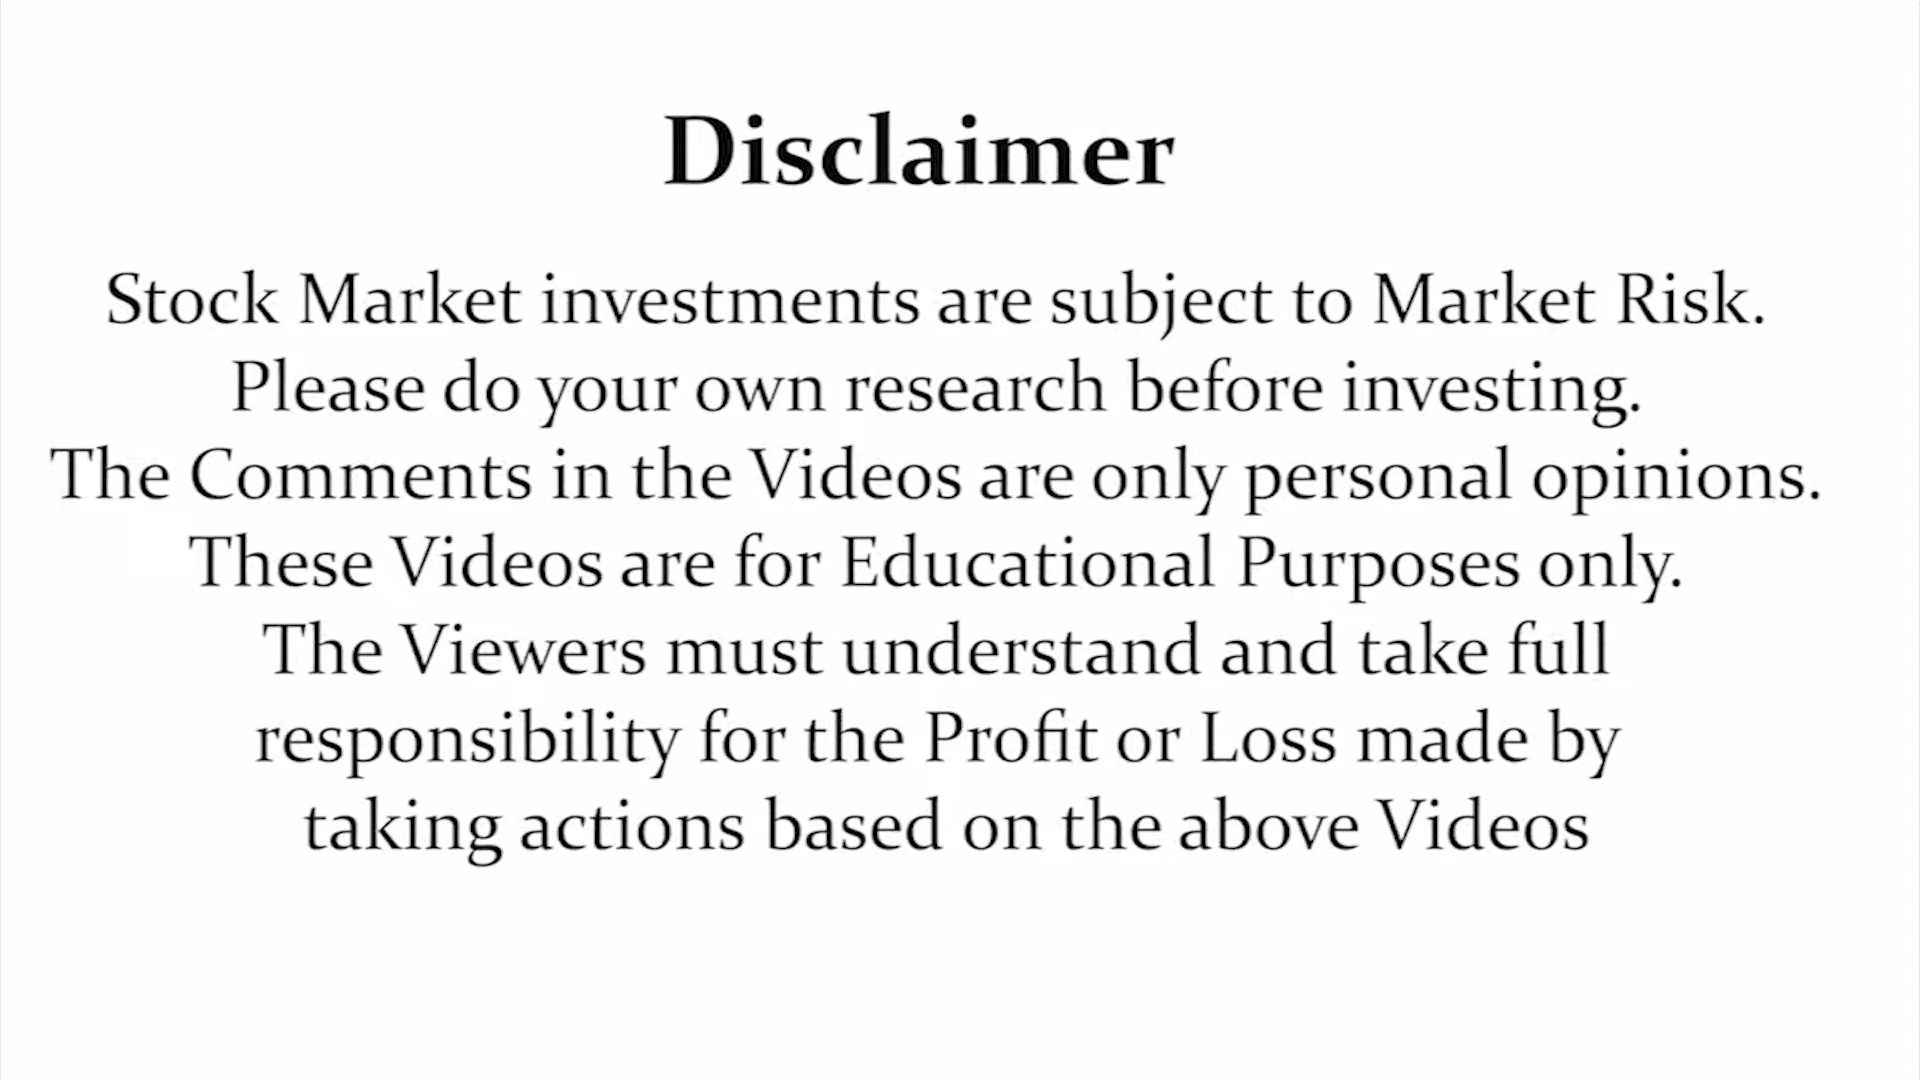 Disclaimer
Stock Market investments are subject to Market Risk.
Please do your own research before investing.
The Comments in the Videos are only personal opinions.
These Videos are for Educational Purposes only.
The Viewers must understand and take full
responsibility for the Profit or Loss made by
taking actions based on the above Videos